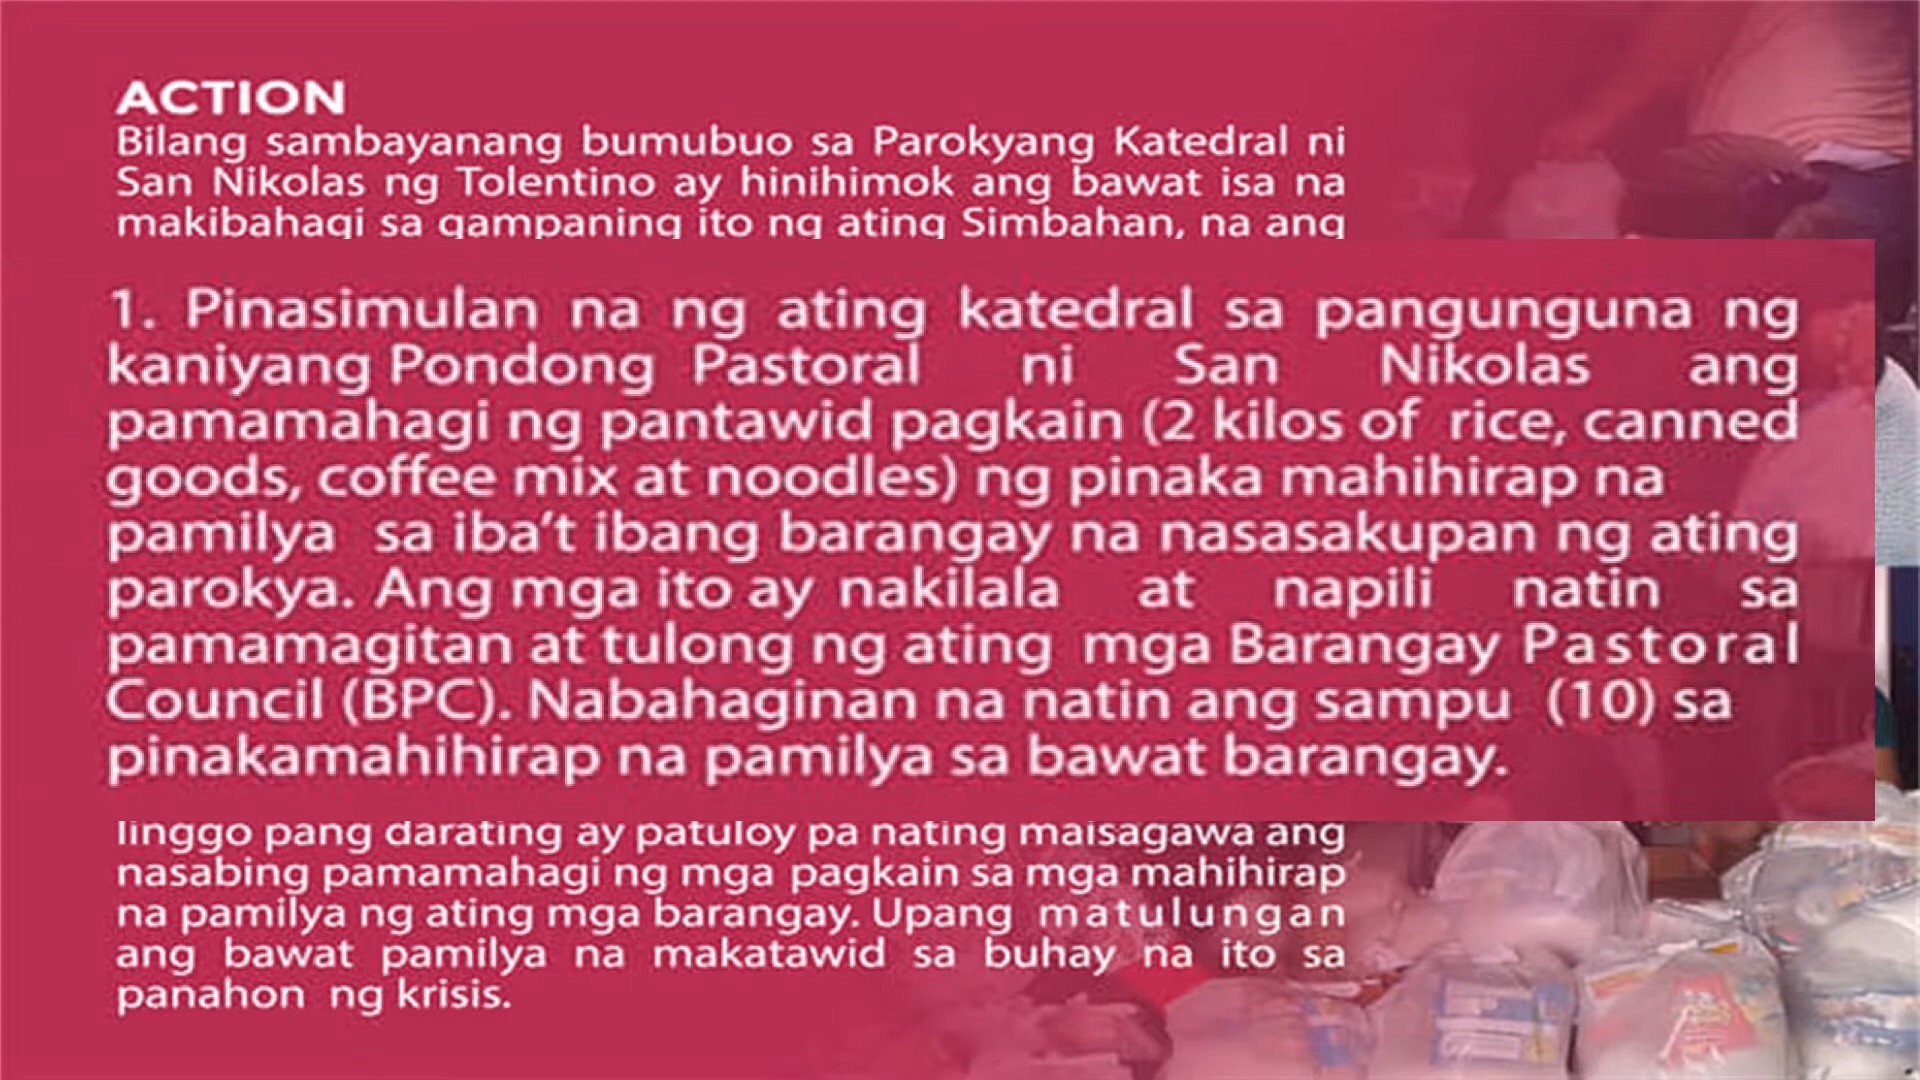 ACTION
Bilang sambayanang bumubuo sa Parokyang Katedral ni
San Nikolas ng Tolentino ay hinihimok ang bawat isa na
makibahagi sa gampaning ito ng ating Simbahan, na ang
1. Pinasimulan na ng ating katedral sa pangunguna ng
kaniyang Pondong Pastoral ni San Nikolas ang
pamamahagi ng pantawid pagkain (2 kilos of rice, canned
goods, coffee mix at noodles) ng pinaka mahihirap na
pamilya sa iba't ibang barangay na nasasakupan ng ating
parokya. Ang mga ito ay nakilala at napili natin sa
pamamagitan at tulong ng ating mga Barangay Pastoral
Council (BPC). Nabahaginan na natin ang sampu (10) sa
pinakamahihirap na pamilya sa bawat barangay.
linggo pang darating ay patuloy pa nating maisagawa ang
nasabing pamamahagi ng mga pagkain sa mga mahihirap
na pamilya ng ating mga barangay. Upang matulungan
ang bawat pamilya na makatawid sa buhay na ito sa
panahon ng krisis.